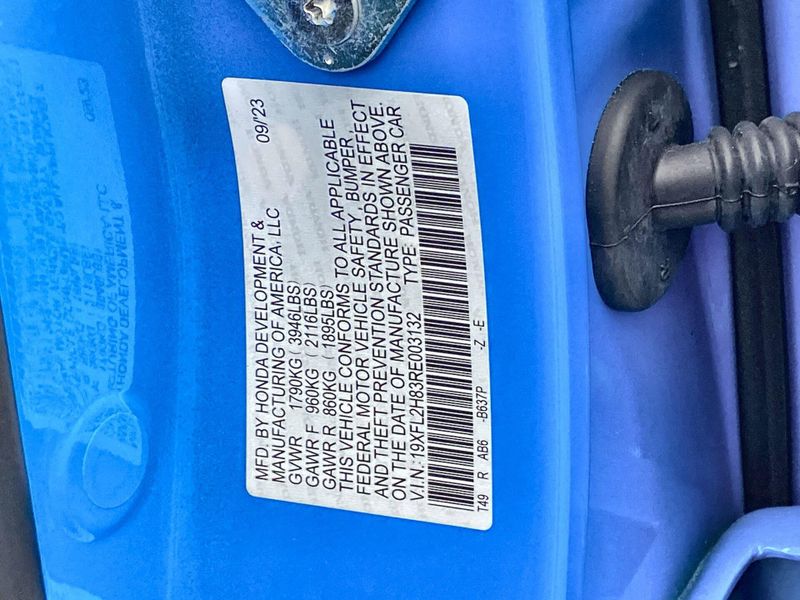 MFD. BY HONDA DEVELOPMENT &
MANUFACTURING OF AMERICA, LLC 09/'23
GVWR 1790KG (3946LBS)
GAWR F 960KG (2116LBS)
GAWR R 860KG (1895LBS)
THIS VEHICLE CONFORMS TO ALL APPLICABLE
FEDERAL MOTOR VEHICLE SAFETY, BUMPER,
AND THEFT PREVENTION STANDARDS IN EFFECT
ON THE DATE OF MANUFACTURE SHOWN ABOVE.
V.I.N.: 19XFL2H83RE003132 TYPE: PASSENGER CAR
T49 R AB6 -B637P -Z -E